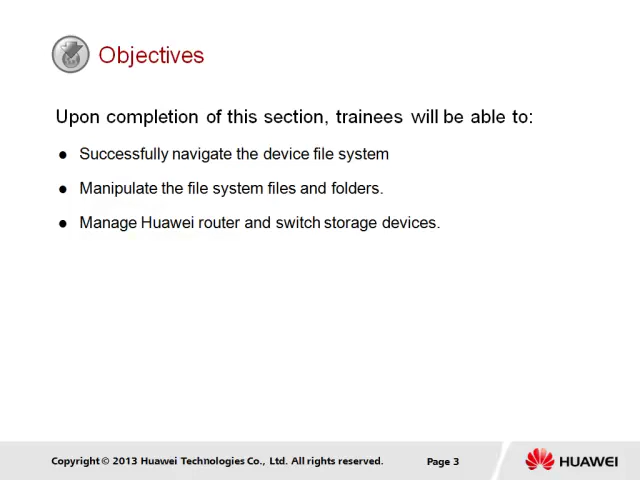 Objectives
Upon completion of this section, trainees will be able to:
● Successfully navigate the device file system
● Manipulate the file system files and folders.
● Manage Huawei router and switch storage devices.
Copyright © 2013 Huawei Technologies Co., Ltd. All rights reserved.
Page 3
HUAWEI